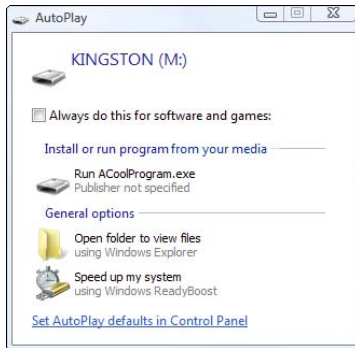 AutoPlay
KINGSTON (M:)
Always do this for software and games:
Install or run program from your media
Run ACoolProgram.exe
Publisher not specified
General options
Open folder to view files
using Windows Explorer
Speed up my system
using Windows ReadyBoost
Set AutoPlay defaults in Control Panel